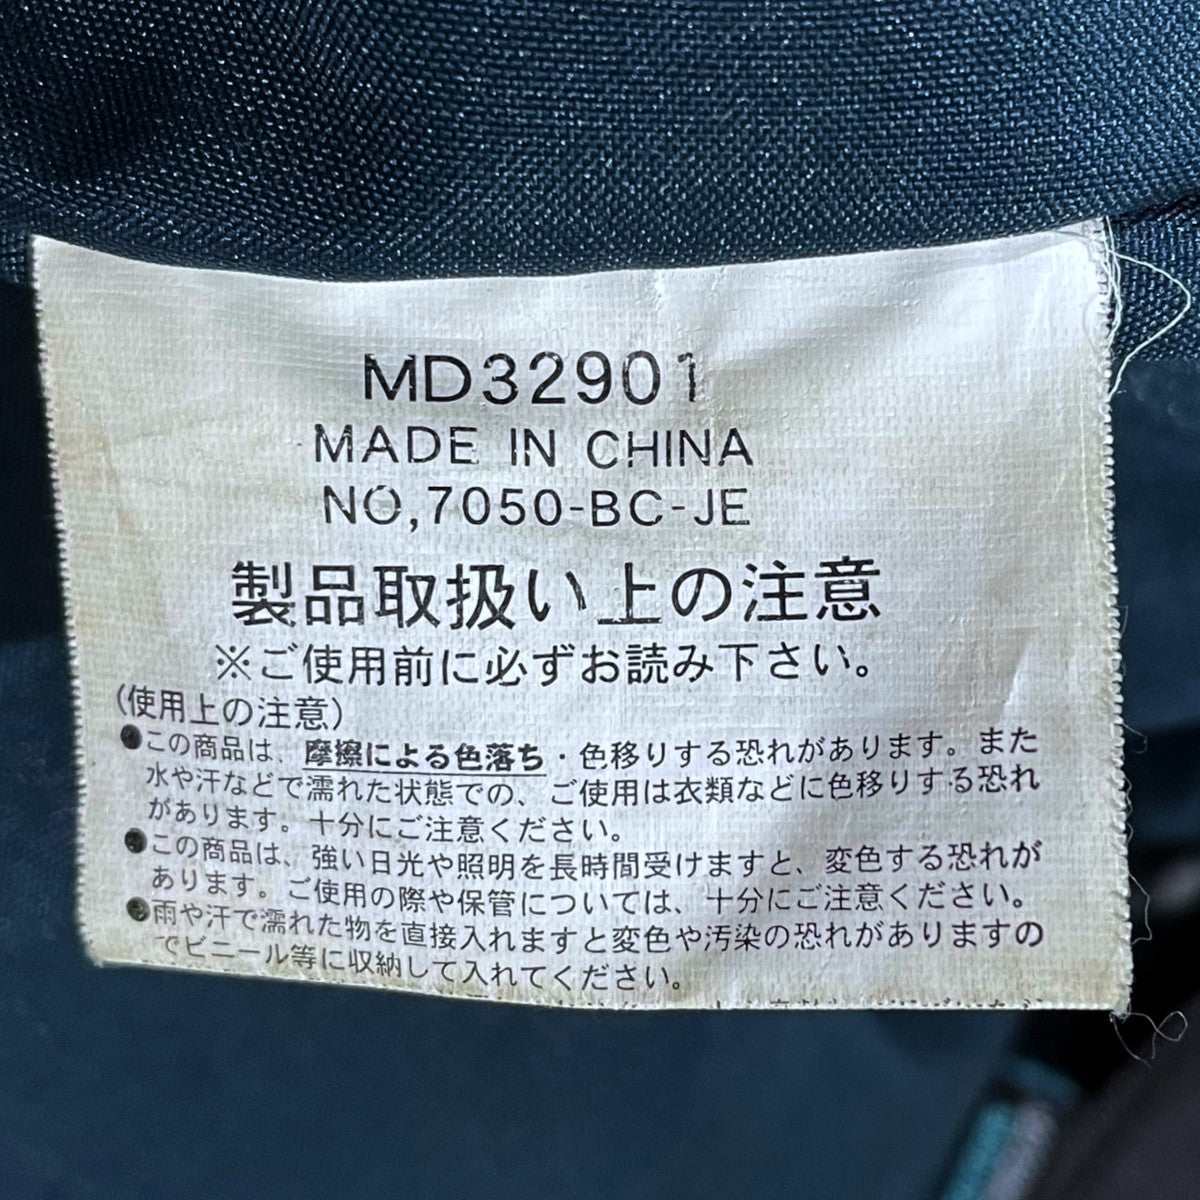 MD32901
MADE IN CHINA
NO,7050-BC-JE
製品取扱い上の注意
※ご使用前に必ずお読み下さい。
(使用上の注意)
●この商品は、摩擦による色落ち・色移りする恐れがあります。また
水や汗などで濡れた状態での、ご使用は衣類などに色移りする恐れ
があります。十分にご注意ください。
●この商品は、強い日光や照明を長時間受けますと、変色する恐れが
あります。ご使用の際や保管については、十分にご注意ください。
●雨や汗で濡れた物を直接入れますと変色や汚染の恐れがありますの
でビニール等に収納して入れてください。